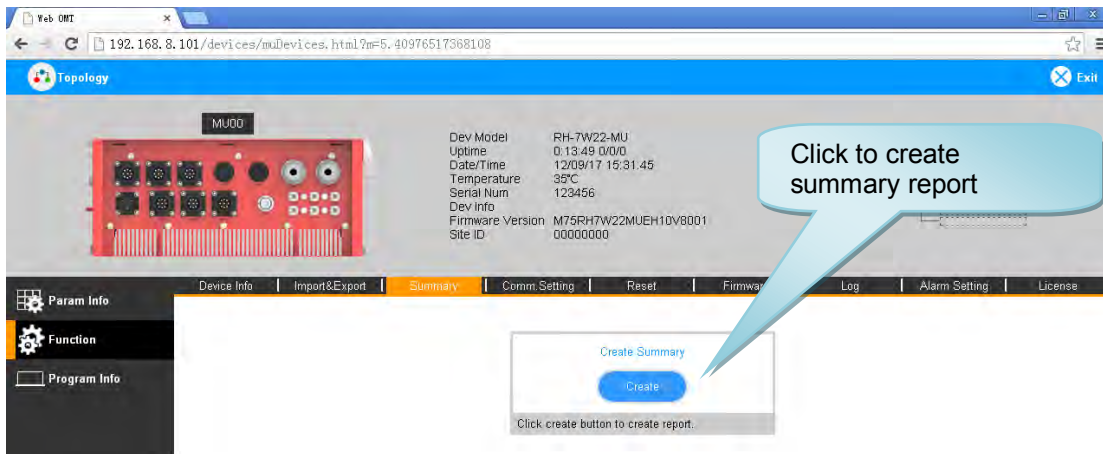 Web OMT
192.168.8.101/devices/muDevices.html?m=5.40976517368108
Topology
Exit
MU00
Dev Model RH-7W22-MU
Uptime 0:13:49 0/0/0
Date/Time 12/09/17 15:31:45
Temperature 35℃
Serial Num 123456
Dev Info
Firmware Version M75RH7W22MUEH10V8001
Site ID 00000000
Click to create
summary report
Device Info Import&Export Summary Comm.Setting Reset Firmwar Log Alarm Setting License
Param Info
Function
Program Info
Create Summary
Create
Click create button to create report.